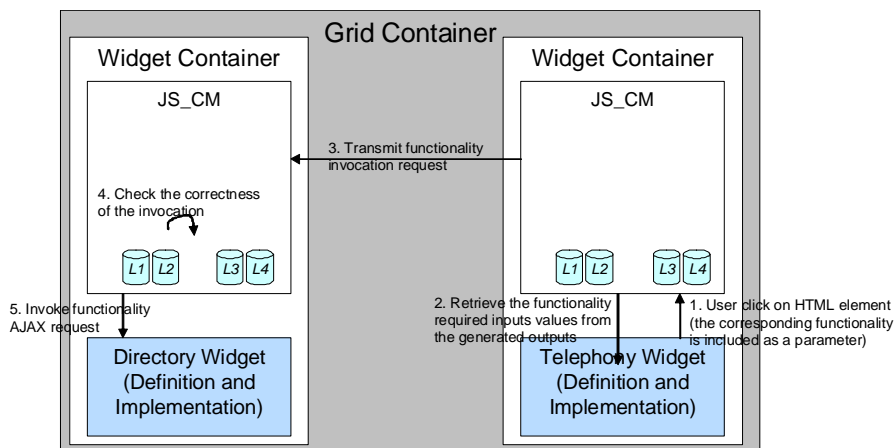 Grid Container
Widget Container
Widget Container
JS_CM
JS_CM
3. Transmit functionality
invocation request
4. Check the correctness
of the invocation
L1
L2
L3
L4
L1
L2
L3
L4
5. Invoke functionality
AJAX request
2. Retrieve the functionality
required inputs values from
the generated outputs
1. User click on HTML element
(the corresponding functionality
is included as a parameter)
Directory Widget
(Definition and
Implementation)
Telephony Widget
(Definition and
Implementation)